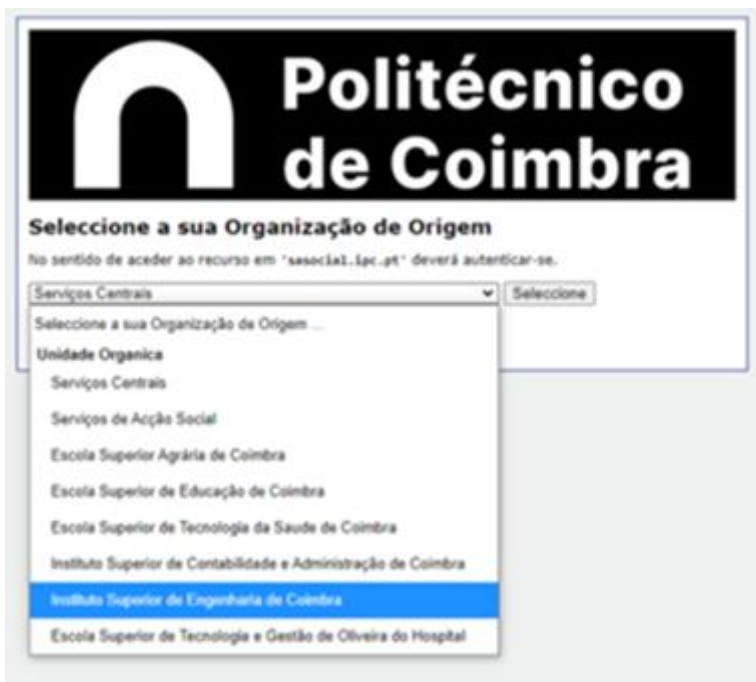 Politécnico
de Coimbra
Seleccione a sua Organização de Origem
No sentido de aceder ao recurso em 'sasocial.ipc.pt' deverá autenticar-se.
Serviços Centrais Seleccione
Seleccione a sua Organização de Origem ...
Unidade Organica
Serviços Centrais
Serviços de Acção Social
Escola Superior Agrária de Coimbra
Escola Superior de Educação de Coimbra
Escola Superior de Tecnologia da Saude de Coimbra
Instituto Superior de Contabilidade e Administração de Coimbra
Instituto Superior de Engenharia de Coimbra
Escola Superior de Tecnologia e Gestão de Oliveira do Hospital